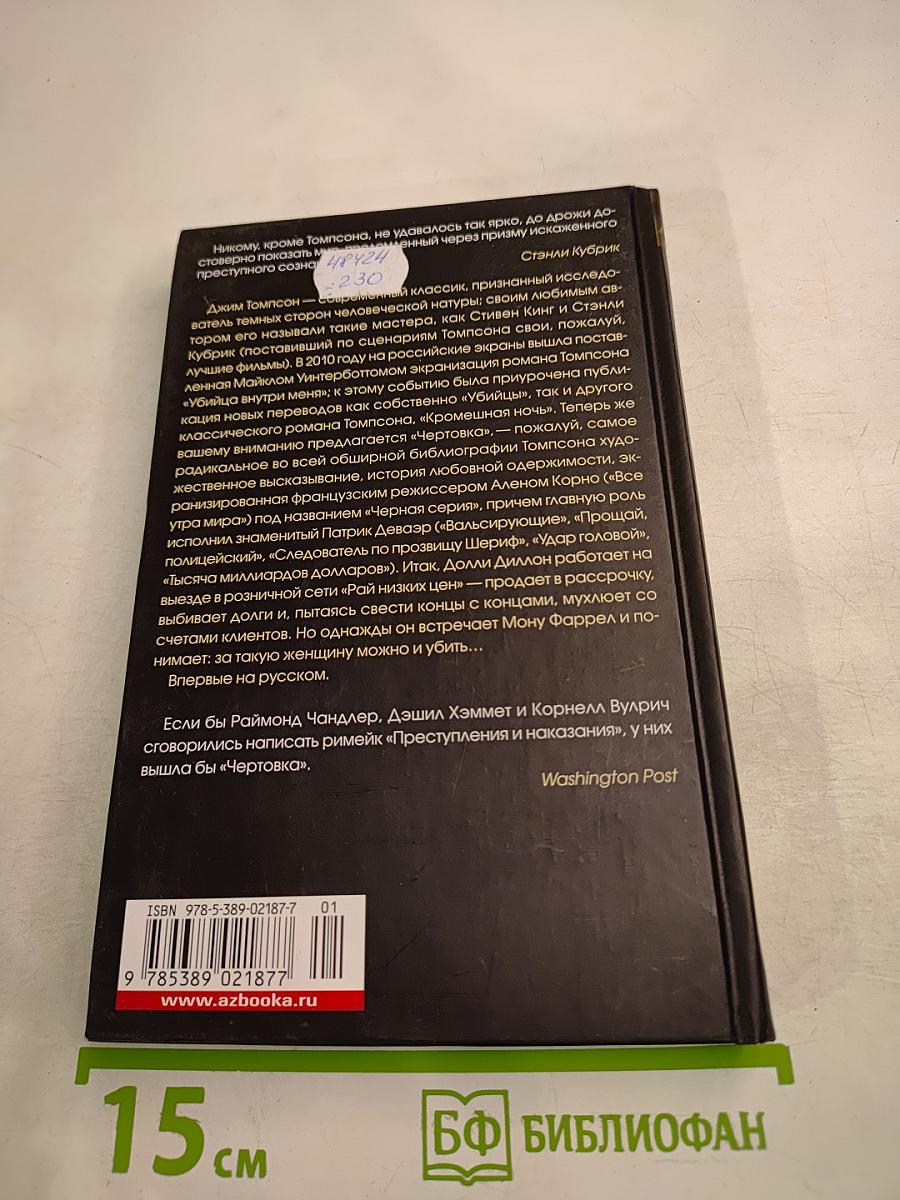 Никому, кроме Томпсона, не удавалось так ярко, до дрожи до-
стоверно показать мир, преломленный через призму искаженного
преступного созна
Стэнли Кубрик
48424
230
Джим Томпсон — современный классик, признанный исследо-
ватель темных сторон человеческой натуры; своим любимым ав-
тором его называли такие мастера, как Стивен Кинг и Стэнли
Кубрик (поставивший по сценариям Томпсона свои, пожалуй,
лучшие фильмы). В 2010 году на российские экраны вышла постав-
ленная Майклом Уинтерботтомом экранизация романа Томпсона
«Убийца внутри меня»; к этому событию была приурочена публи-
кация новых переводов как собственно «Убийцы», так и другого
классического романа Томпсона, «Кромешная ночь». Теперь же
вашему вниманию предлагается «Чертовка», — пожалуй, самое
радикальное во всей обширной библиографии Томпсона худо-
жественное высказывание, история любовной одержимости, эк-
ранизированная французским режиссером Аленом Корно («Все
утра мира») под названием «Черная серия», причем главную роль
исполнил знаменитый Патрик Деваэр («Вальсирующие», «Прощай,
полицейский», «Следователь по прозвищу Шериф», «Удар головой»,
«Тысяча миллиардов долларов»). Итак, Долли Диллон работает на
выезде в розничной сети «Рай низких цен» — продает в рассрочку,
выбивает долги и, пытаясь свести концы с концами, мухлюет со
счетами клиентов. Но однажды он встречает Мону Фаррел и по-
нимает: за такую женщину можно и убить...
Впервые на русском.
Если бы Раймонд Чандлер, Дэшил Хэммет и Корнелл Вулрич
сговорились написать римейк «Преступления и наказания», у них
вышла бы «Чертовка».
Washington Post
ISBN 978-5-389-02187-7 01
9 785389 021877
www.azbooka.ru
15 см
БФ БИБЛИОФАН